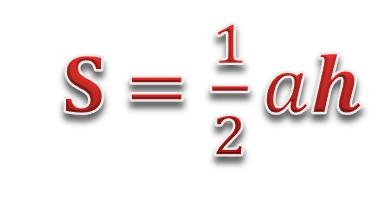 S = 1/2 ah